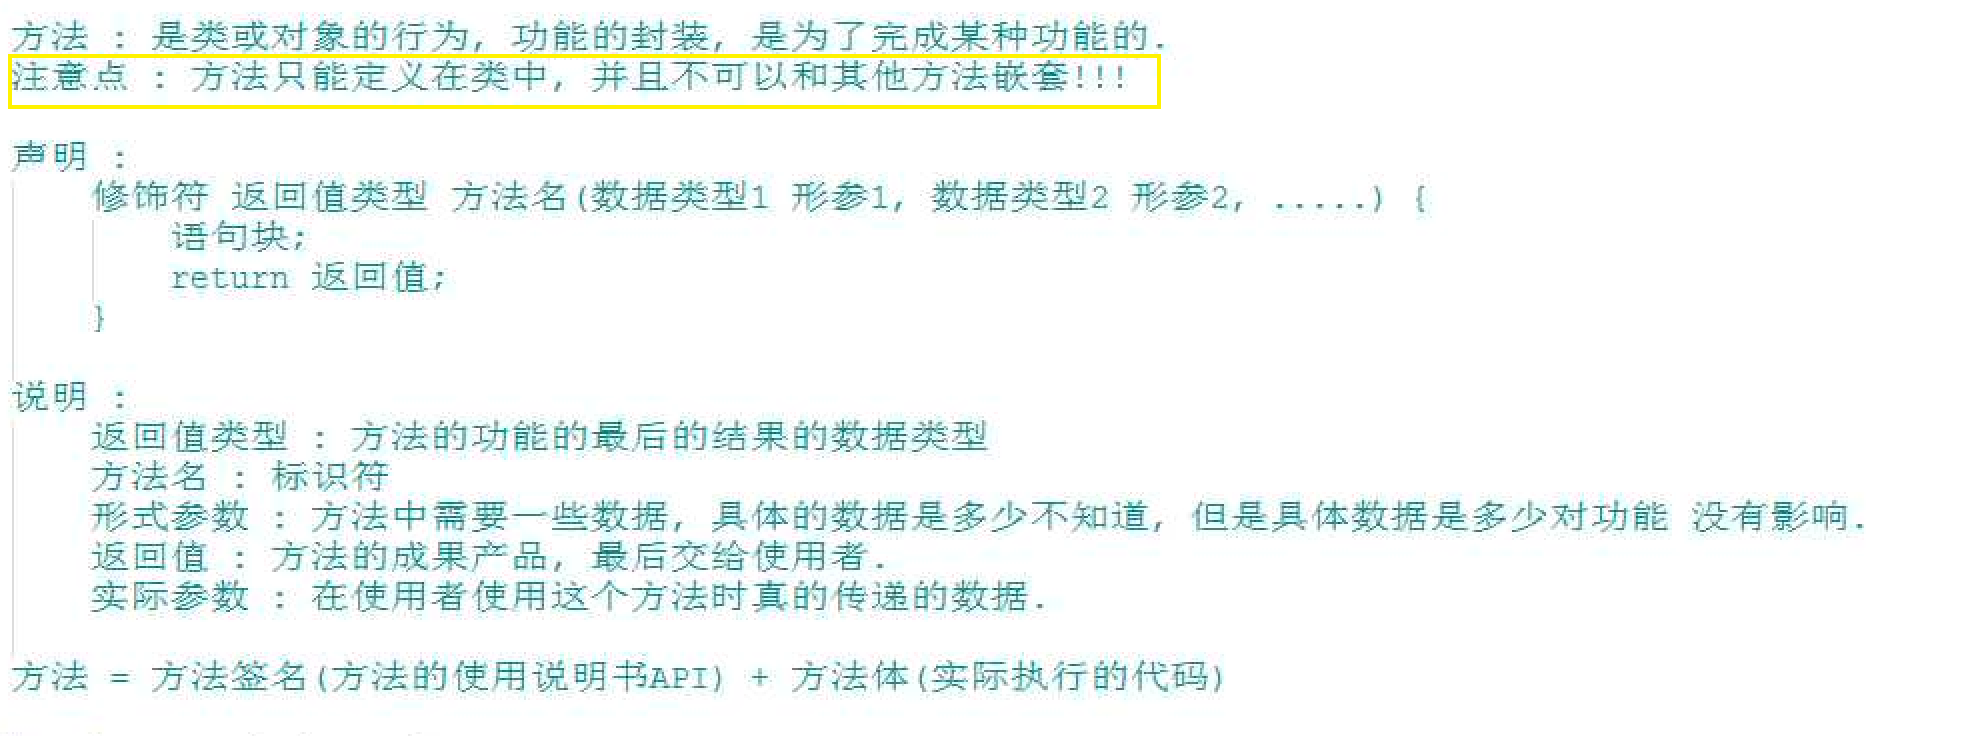 方法 : 是类或对象的行为, 功能的封装, 是为了完成某种功能的.
注意点 : 方法只能定义在类中, 并且不可以和其他方法嵌套!!!
声明 :
修饰符 返回值类型 方法名(数据类型1 形参1, 数据类型2 形参2, .....) {
语句块;
return 返回值;
}
说明 :
返回值类型 : 方法的功能的最后的结果的数据类型
方法名 : 标识符
形式参数 : 方法中需要一些数据, 具体的数据是多少不知道, 但是具体数据是多少对功能 没有影响.
返回值 : 方法的成果产品, 最后交给使用者.
实际参数 : 在使用者使用这个方法时真的传递的数据.
方法 = 方法签名(方法的使用说明书API) + 方法体(实际执行的代码)